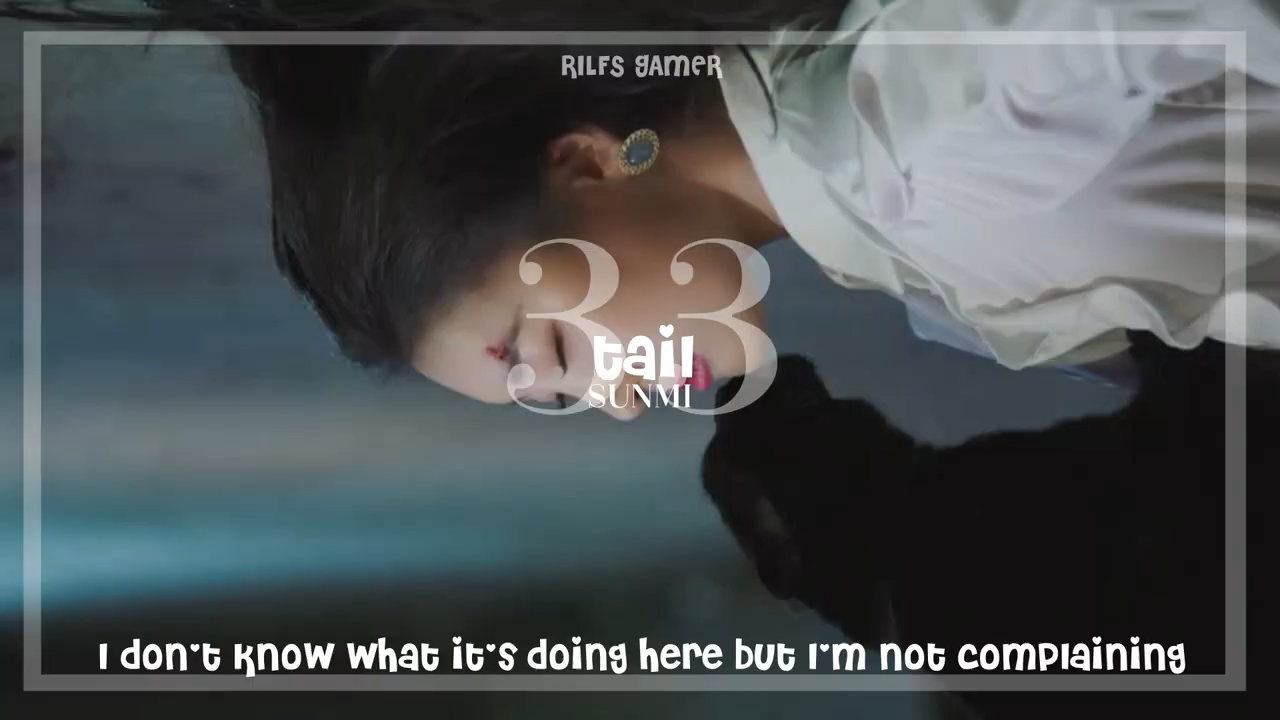 RILFS GAMER
33
tail
SUNMI
I don't know what it's doing here but I'm not complaining